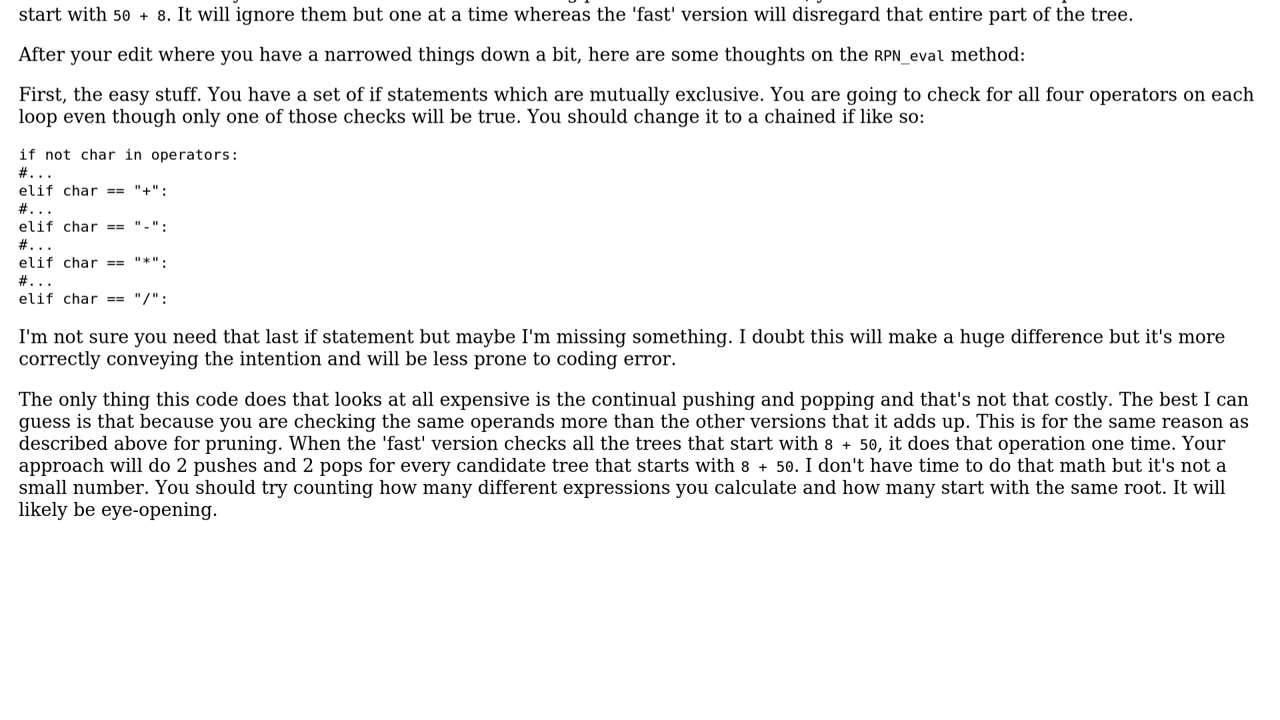 start with 50 + 8. It will ignore them but one at a time whereas the 'fast' version will disregard that entire part of the tree.
After your edit where you have a narrowed things down a bit, here are some thoughts on the RPN_eval method:
First, the easy stuff. You have a set of if statements which are mutually exclusive. You are going to check for all four operators on each
loop even though only one of those checks will be true. You should change it to a chained if like so:
if not char in operators:
#...
elif char == "+":
#...
elif char == "-":
#...
elif char == "*":
#...
elif char == "/":
I'm not sure you need that last if statement but maybe I'm missing something. I doubt this will make a huge difference but it's more
correctly conveying the intention and will be less prone to coding error.
The only thing this code does that looks at all expensive is the continual pushing and popping and that's not that costly. The best I can
guess is that because you are checking the same operands more than the other versions that it adds up. This is for the same reason as
described above for pruning. When the 'fast' version checks all the trees that start with 8 + 50, it does that operation one time. Your
approach will do 2 pushes and 2 pops for every candidate tree that starts with 8 + 50. I don't have time to do that math but it's not a
small number. You should try counting how many different expressions you calculate and how many start with the same root. It will
likely be eye-opening.